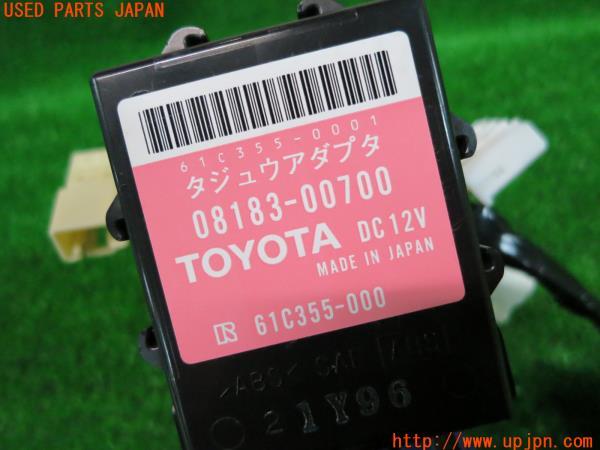 USED PARTS JAPAN
61C355-0001
タジュウアダプタ
08183-00700
TOYOTA DC12V
MADE IN JAPAN
R 61C355-000
>ABS<
21Y96
http://www.upjpn.com